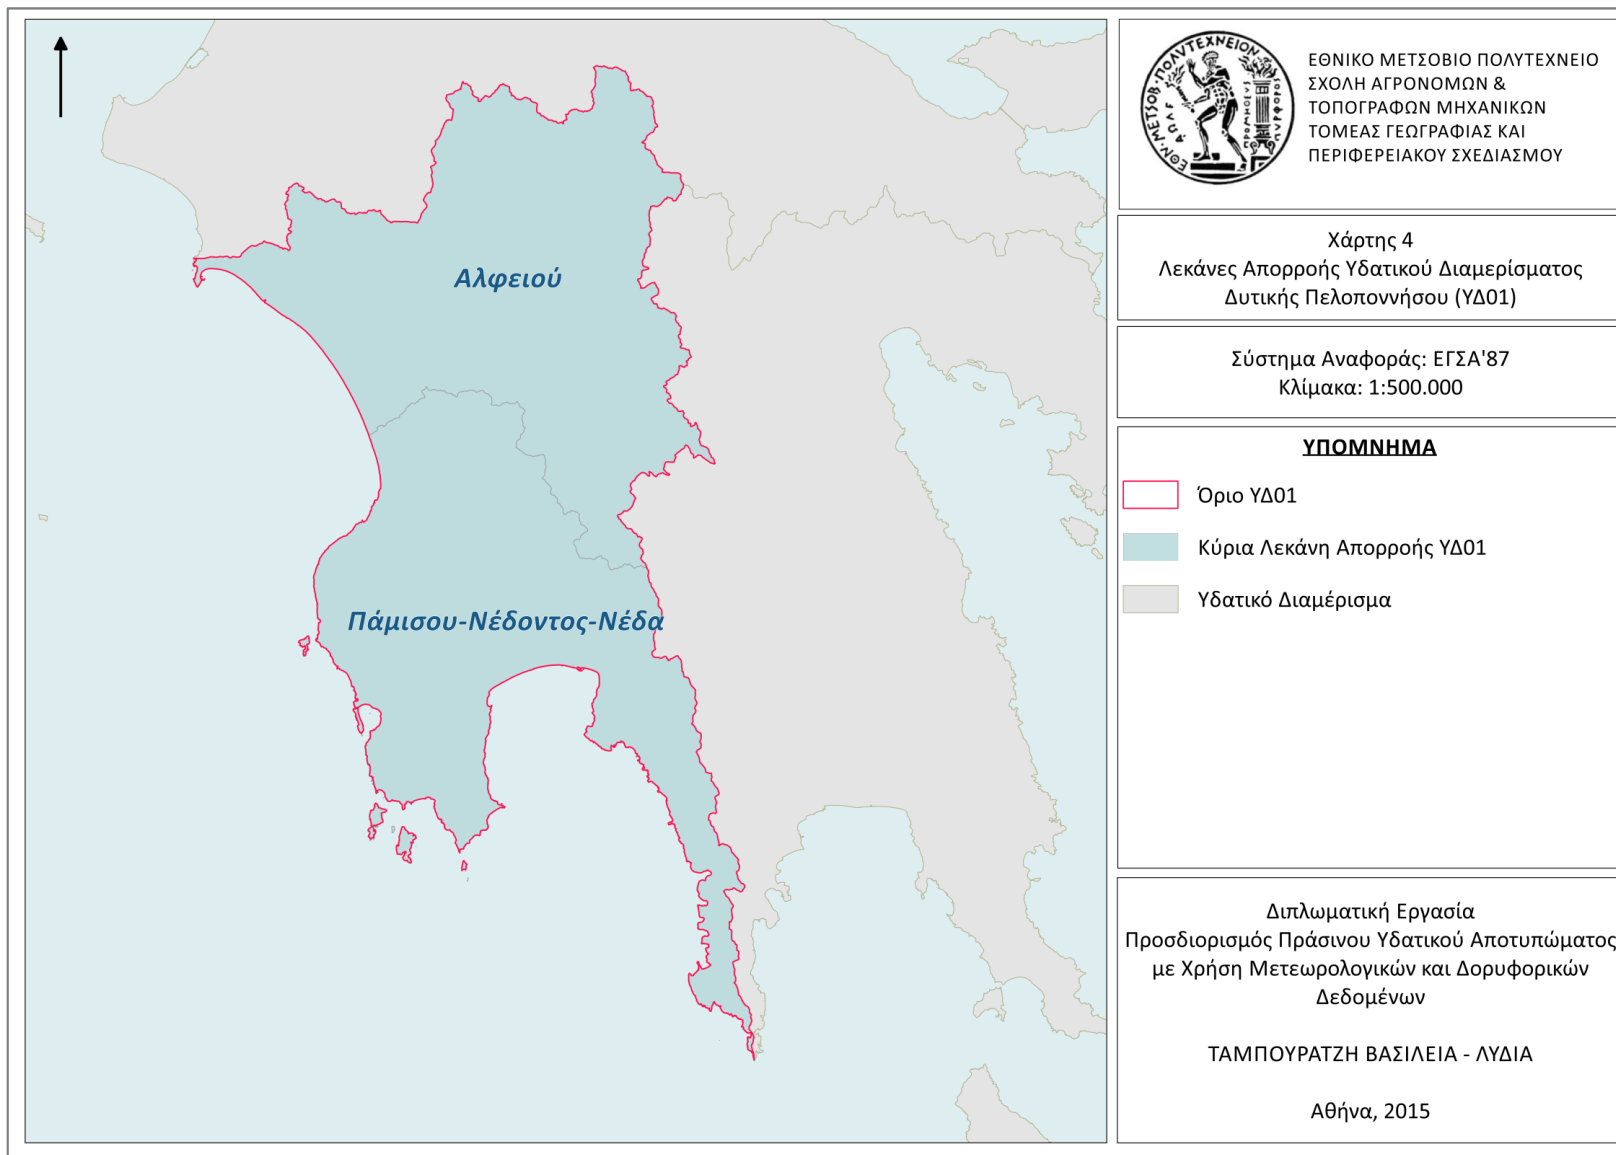 ΕΘΝΙΚΟ ΜΕΤΣΟΒΙΟ ΠΟΛΥΤΕΧΝΕΙΟ
ΣΧΟΛΗ ΑΓΡΟΝΟΜΩΝ &
ΤΟΠΟΓΡΑΦΩΝ ΜΗΧΑΝΙΚΩΝ
ΤΟΜΕΑΣ ΓΕΩΓΡΑΦΙΑΣ ΚΑΙ
ΠΕΡΙΦΕΡΕΙΑΚΟΥ ΣΧΕΔΙΑΣΜΟΥ
Χάρτης 4
Λεκάνες Απορροής Υδατικού Διαμερίσματος
Δυτικής Πελοποννήσου (ΥΔ01)
Σύστημα Αναφοράς: ΕΓΣΑ'87
Κλίμακα: 1:500.000
ΥΠΟΜΝΗΜΑ
Όριο ΥΔ01
Κύρια Λεκάνη Απορροής ΥΔ01
Υδατικό Διαμέρισμα
Αλφειού
Πάμισου-Νέδοντος-Νέδα
Διπλωματική Εργασία
Προσδιορισμός Πράσινου Υδατικού Αποτυπώματος
με Χρήση Μετεωρολογικών και Δορυφορικών
Δεδομένων
ΤΑΜΠΟΥΡΑΤΖΗ ΒΑΣΙΛΕΙΑ - ΛΥΔΙΑ
Αθήνα, 2015